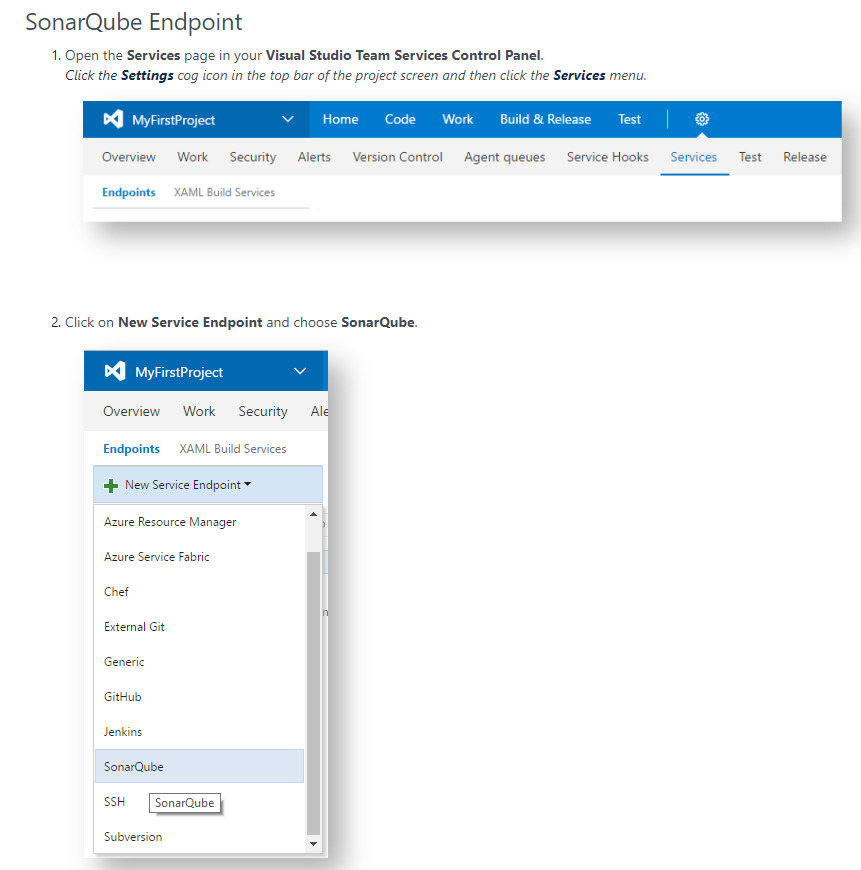 SonarQube Endpoint
1. Open the Services page in your Visual Studio Team Services Control Panel.
Click the Settings cog icon in the top bar of the project screen and then click the Services menu.
MyFirstProject Home Code Work Build & Release Test
Overview Work Security Alerts Version Control Agent queues Service Hooks Services Test Release
Endpoints XAML Build Services
2. Click on New Service Endpoint and choose SonarQube.
MyFirstProject
Overview Work Security Ale
Endpoints XAML Build Services
New Service Endpoint
Azure Resource Manager
Azure Service Fabric
Chef
External Git
Generic
GitHub
Jenkins
SonarQube
SSH SonarQube
Subversion